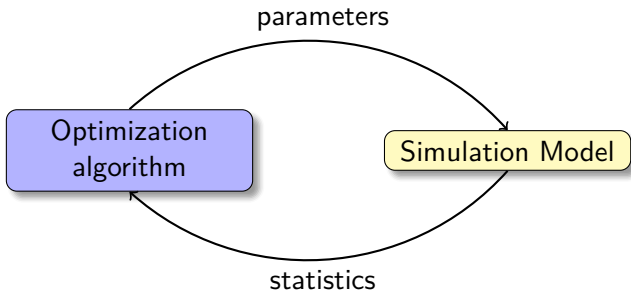 parameters
Optimization
algorithm
Simulation Model
statistics